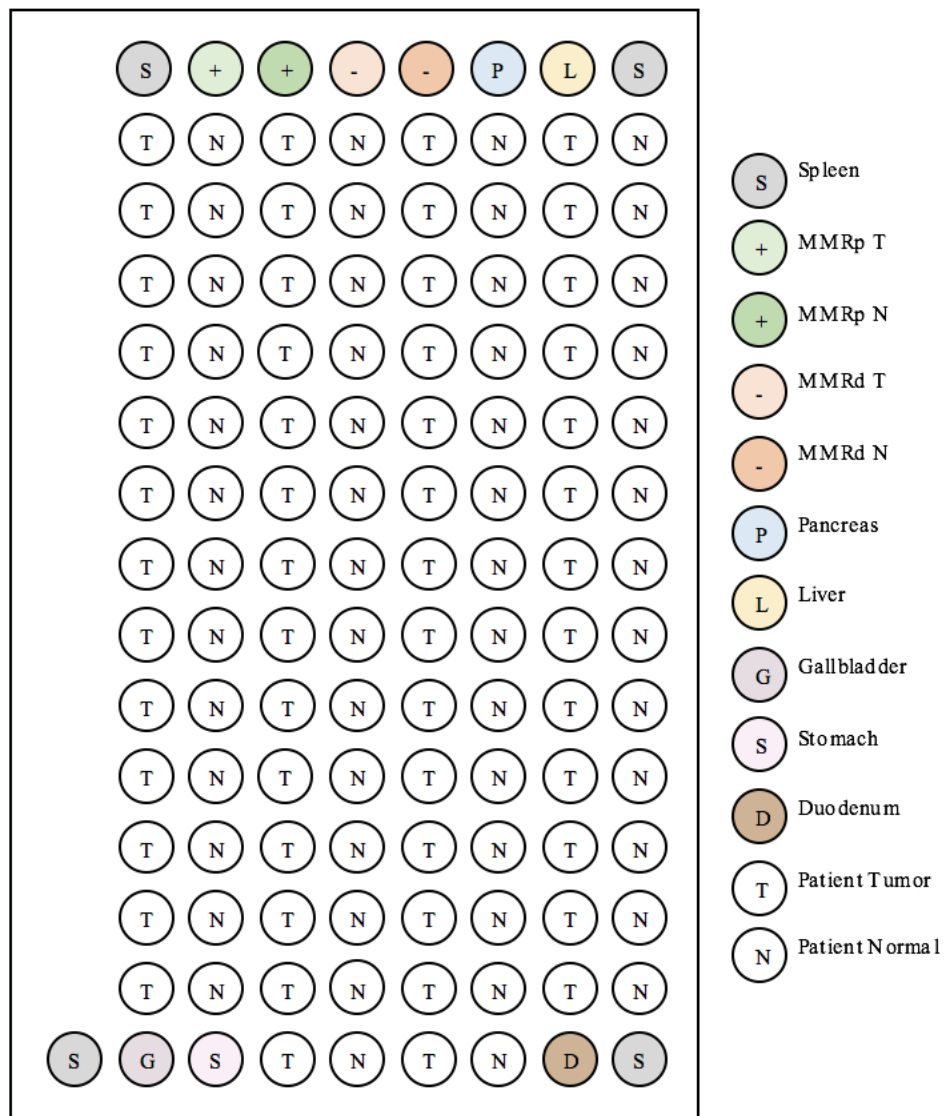 S + + - - P L S
T N T N T N T N
T N T N T N T N
T N T N T N T N
T N T N T N T N
T N T N T N T N
T N T N T N T N
T N T N T N T N
T N T N T N T N
T N T N T N T N
T N T N T N T N
T N T N T N T N
T N T N T N T N
T N T N T N T N
S G S T N T N D S
S Spleen
+ MMRp T
+ MMRp N
- MMRd T
- MMRd N
P Pancreas
L Liver
G Gallbladder
S Stomach
D Duodenum
T Patient Tumor
N Patient Normal